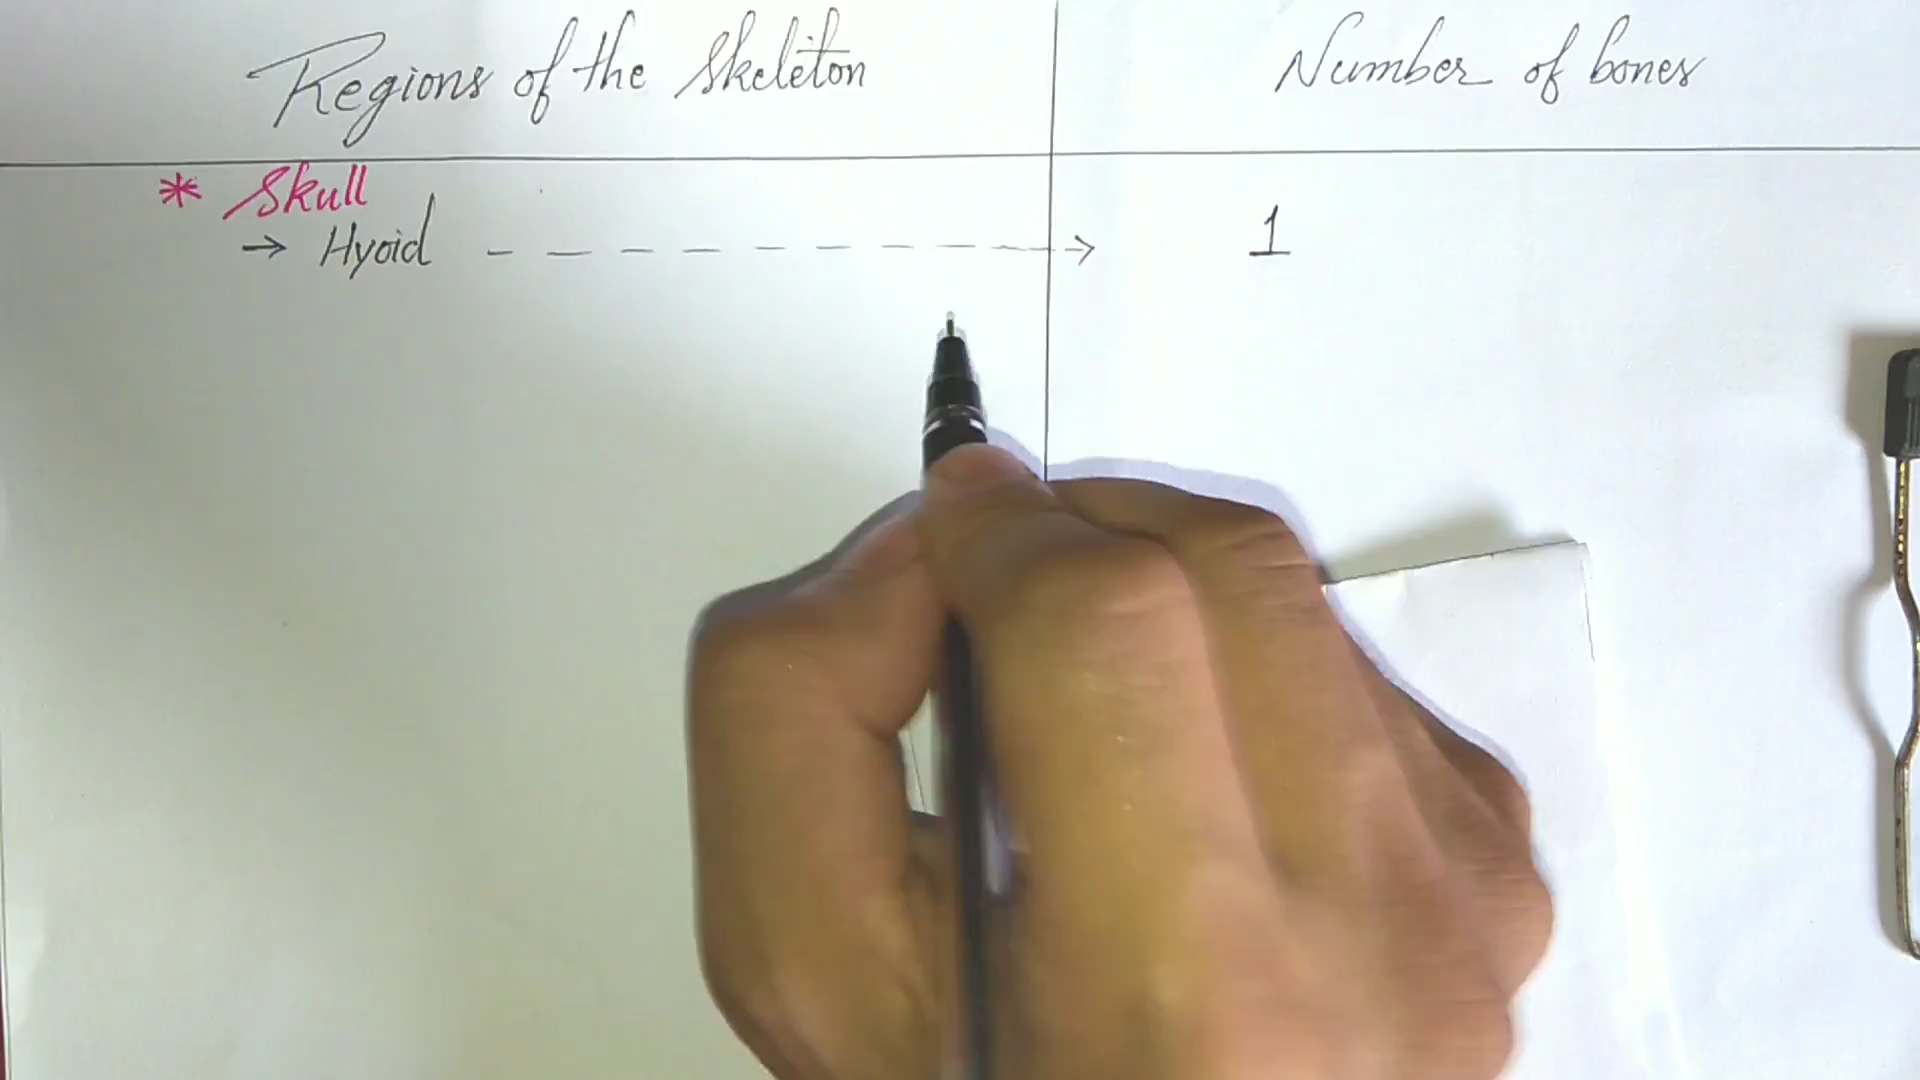 Regions of the Skeleton
Number of bones
* Skull
→ Hyoid - - - - - - - - → 1